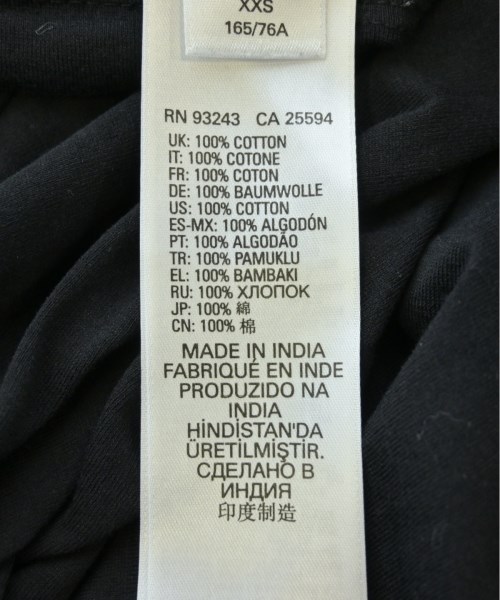 XXS
165/76A
RN 93243 CA 25594
UK: 100% COTTON
IT: 100% COTONE
FR: 100% COTON
DE: 100% BAUMWOLLE
US: 100% COTTON
ES-MX: 100% ALGODÓN
PT: 100% ALGODÃO
TR: 100% PAMUKLU
EL: 100% BAMBAKI
RU: 100% ХЛОПОК
JP: 100% 綿
CN: 100% 棉
MADE IN INDIA
FABRIQUÉ EN INDE
PRODUZIDO NA
INDIA
HİNDİSTAN'DA
ÜRETİLMİŞTİR.
СДЕЛАНО В
ИНДИЯ
印度制造